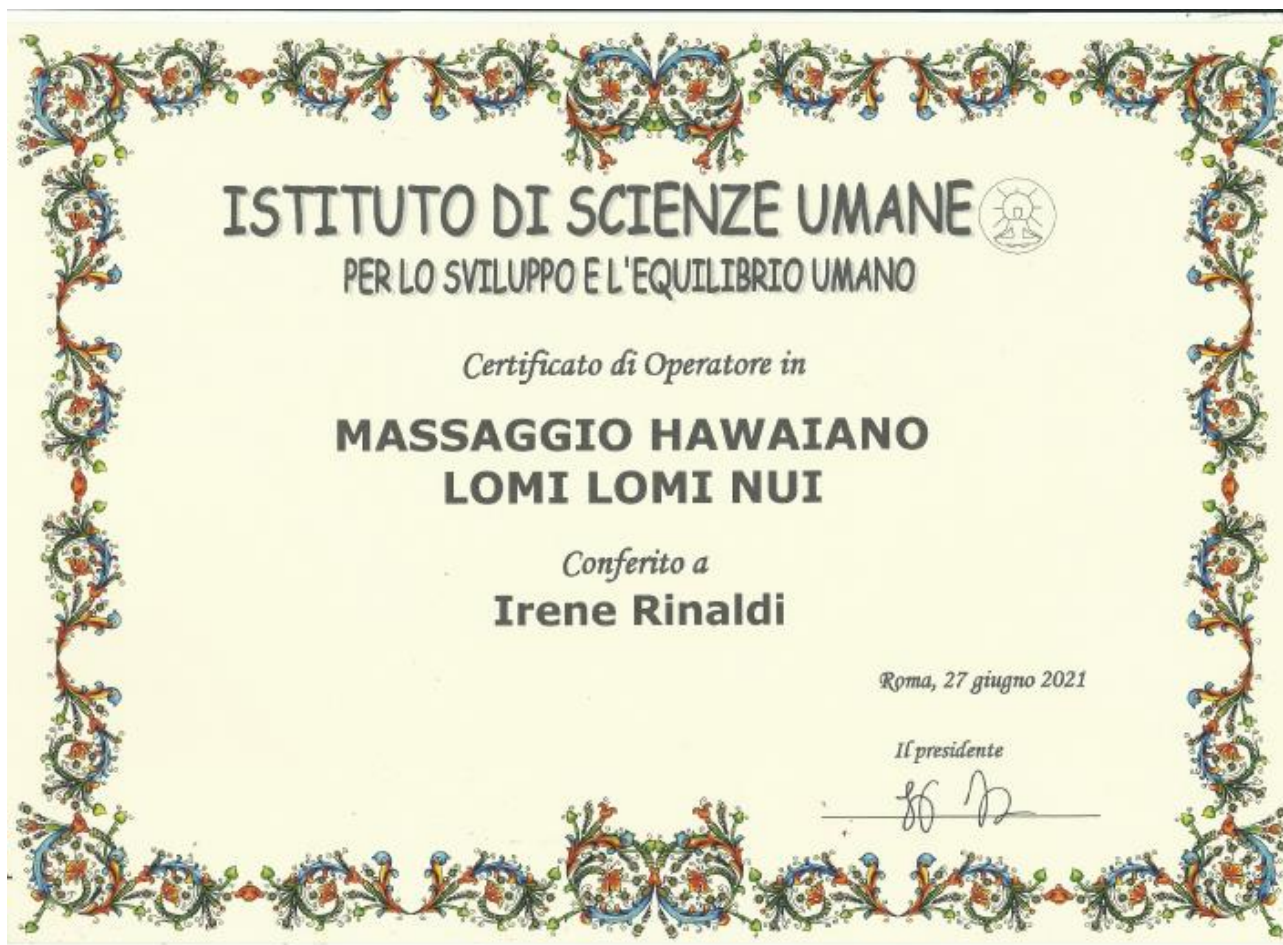 ISTITUTO DI SCIENZE UMANE
PER LO SVILUPPO E L'EQUILIBRIO UMANO
Certificato di Operatore in
MASSAGGIO HAWAIANO
LOMI LOMI NUI
Conferito a
Irene Rinaldi
Roma, 27 giugno 2021
Il presidente